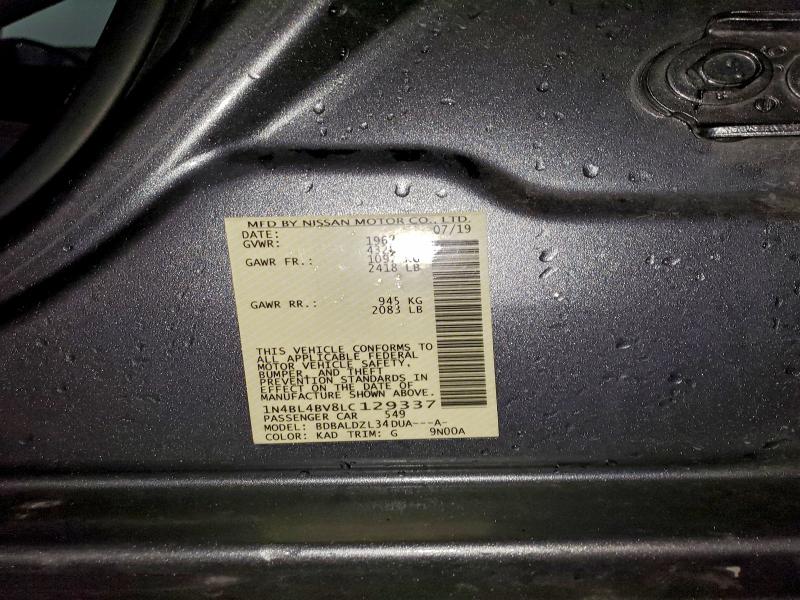 MFD BY NISSAN MOTOR CO., LTD.
DATE: 07/19
GVWR:
GAWR FR.:
2418 LB
GAWR RR.: 945 KG
2083 LB
THIS VEHICLE CONFORMS TO
ALL APPLICABLE FEDERAL
MOTOR VEHICLE SAFETY,
BUMPER, AND THEFT
PREVENTION STANDARDS IN
EFFECT ON THE DATE OF
MANUFACTURE SHOWN ABOVE.
1N4BL4BV8LC129337
PASSENGER CAR 549
MODEL: BDBALDZL34DUA---A-
COLOR: KAD TRIM: G 9N00A